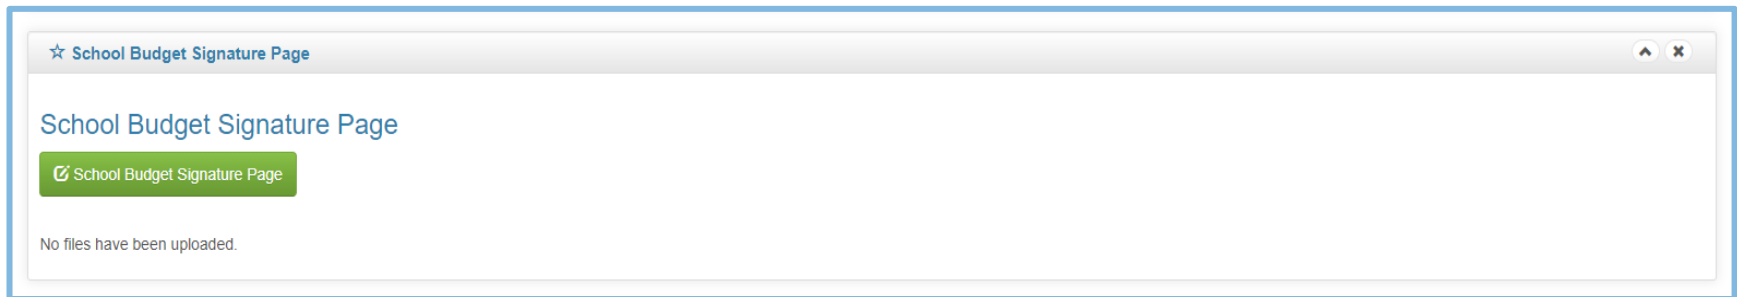 School Budget Signature Page
School Budget Signature Page
School Budget Signature Page
No files have been uploaded.